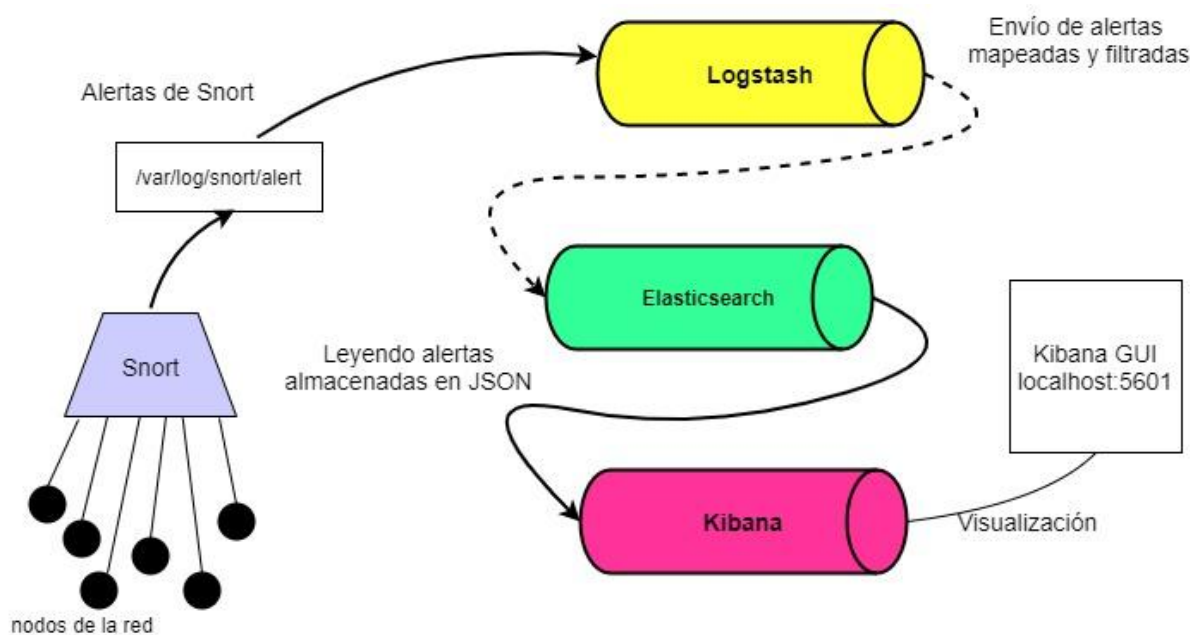 Alertas de Snort
/var/log/snort/alert
Snort
nodos de la red
Logstash
Envío de alertas
mapeadas y filtradas
Elasticsearch
Leyendo alertas
almacenadas en JSON
Kibana
Visualización
Kibana GUI
localhost:5601